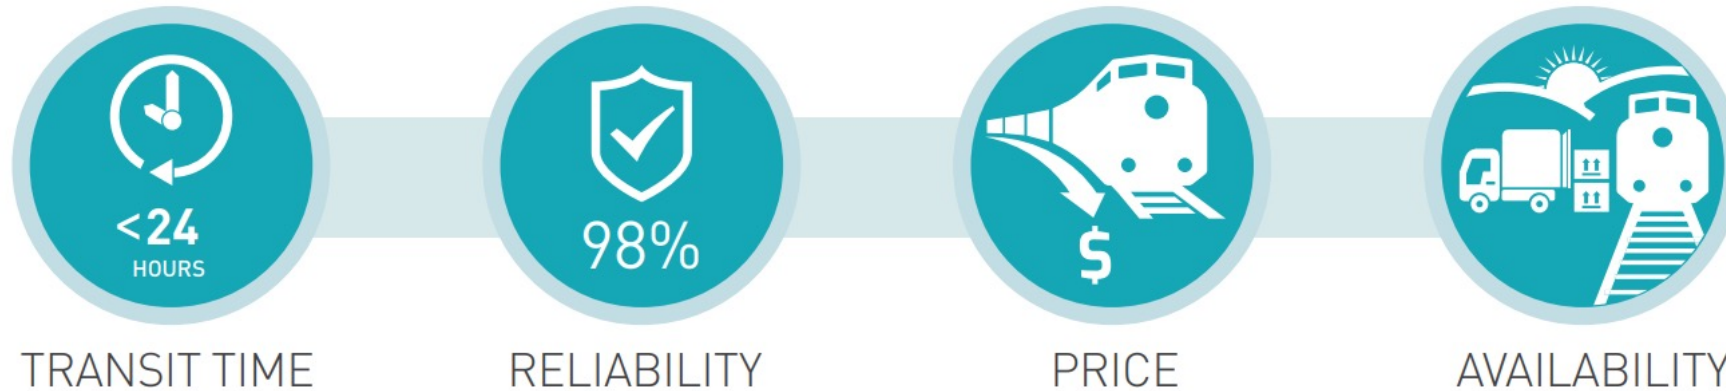 <24
HOURS
98%
$
TRANSIT TIME
RELIABILITY
PRICE
AVAILABILITY